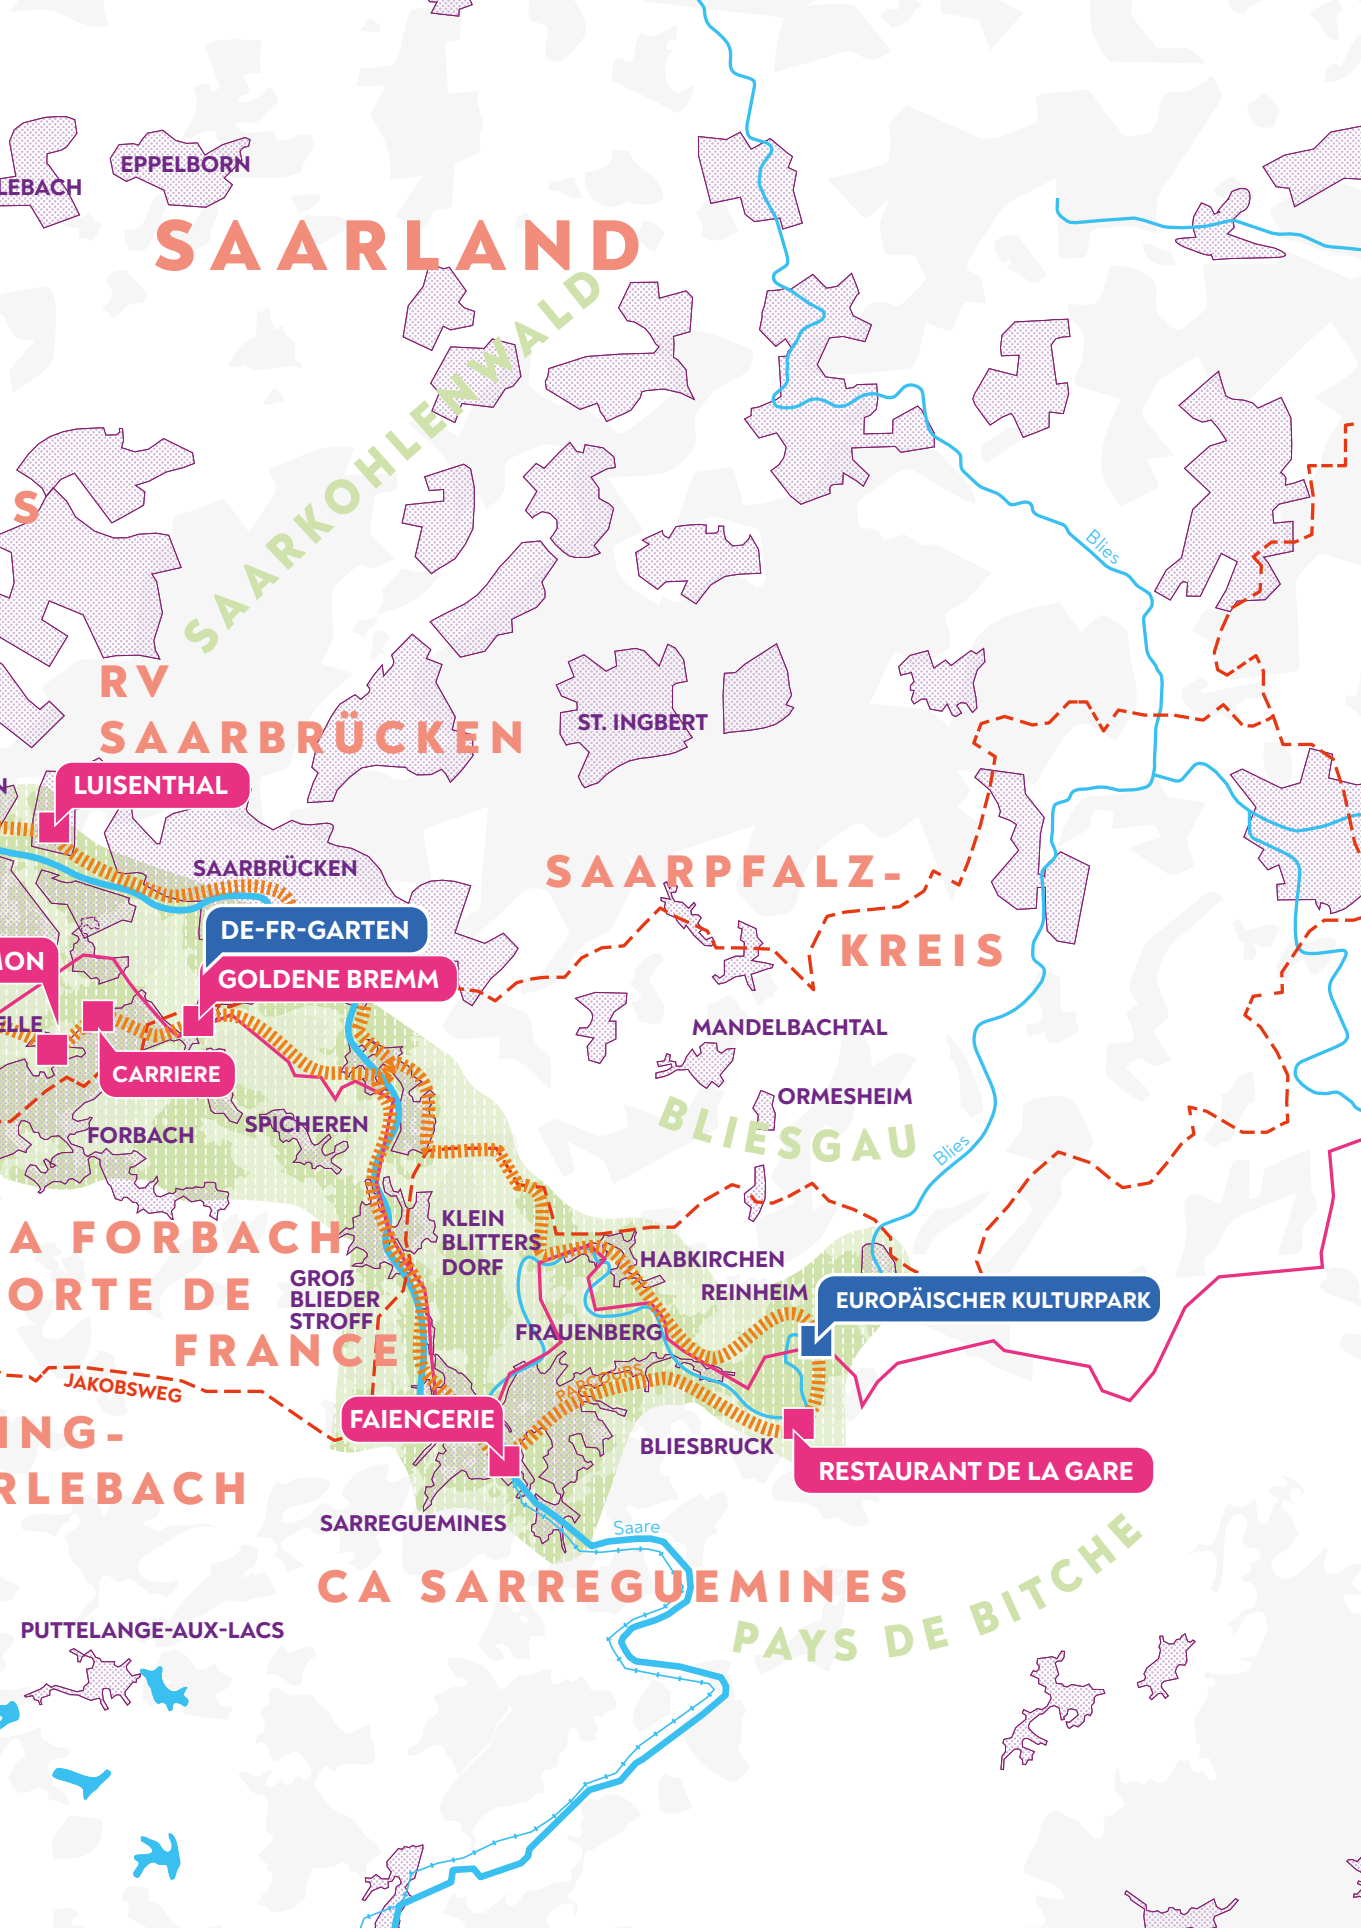 EPPELBORN
LEBACH
SAARLAND
SAARKOHLENWALD
S
Blies
RV
SAARBRÜCKEN
ST. INGBERT
N
LUISENTHAL
SAARBRÜCKEN
SAARPFALZ-
KREIS
DE-FR-GARTEN
GOLDENE BREMM
MON
ELLE
CARRIERE
MANDELBACHTAL
ORMESHEIM
BLIESGAU
Blies
FORBACH
SPICHEREN
KLEIN
BLITTERS
DORF
A FORBACH
ORTE DE
FRANCE
GROß
BLIEDER
STROFF
HABKIRCHEN
REINHEIM
EUROPÄISCHER KULTURPARK
FRAUENBERG
PARCOURS
JAKOBSWEG
FAIENCERIE
ING-
RLEBACH
BLIESBRUCK
RESTAURANT DE LA GARE
SARREGUEMINES
Saare
CA SARREGUEMINES
PAYS DE BITCHE
PUTTELANGE-AUX-LACS